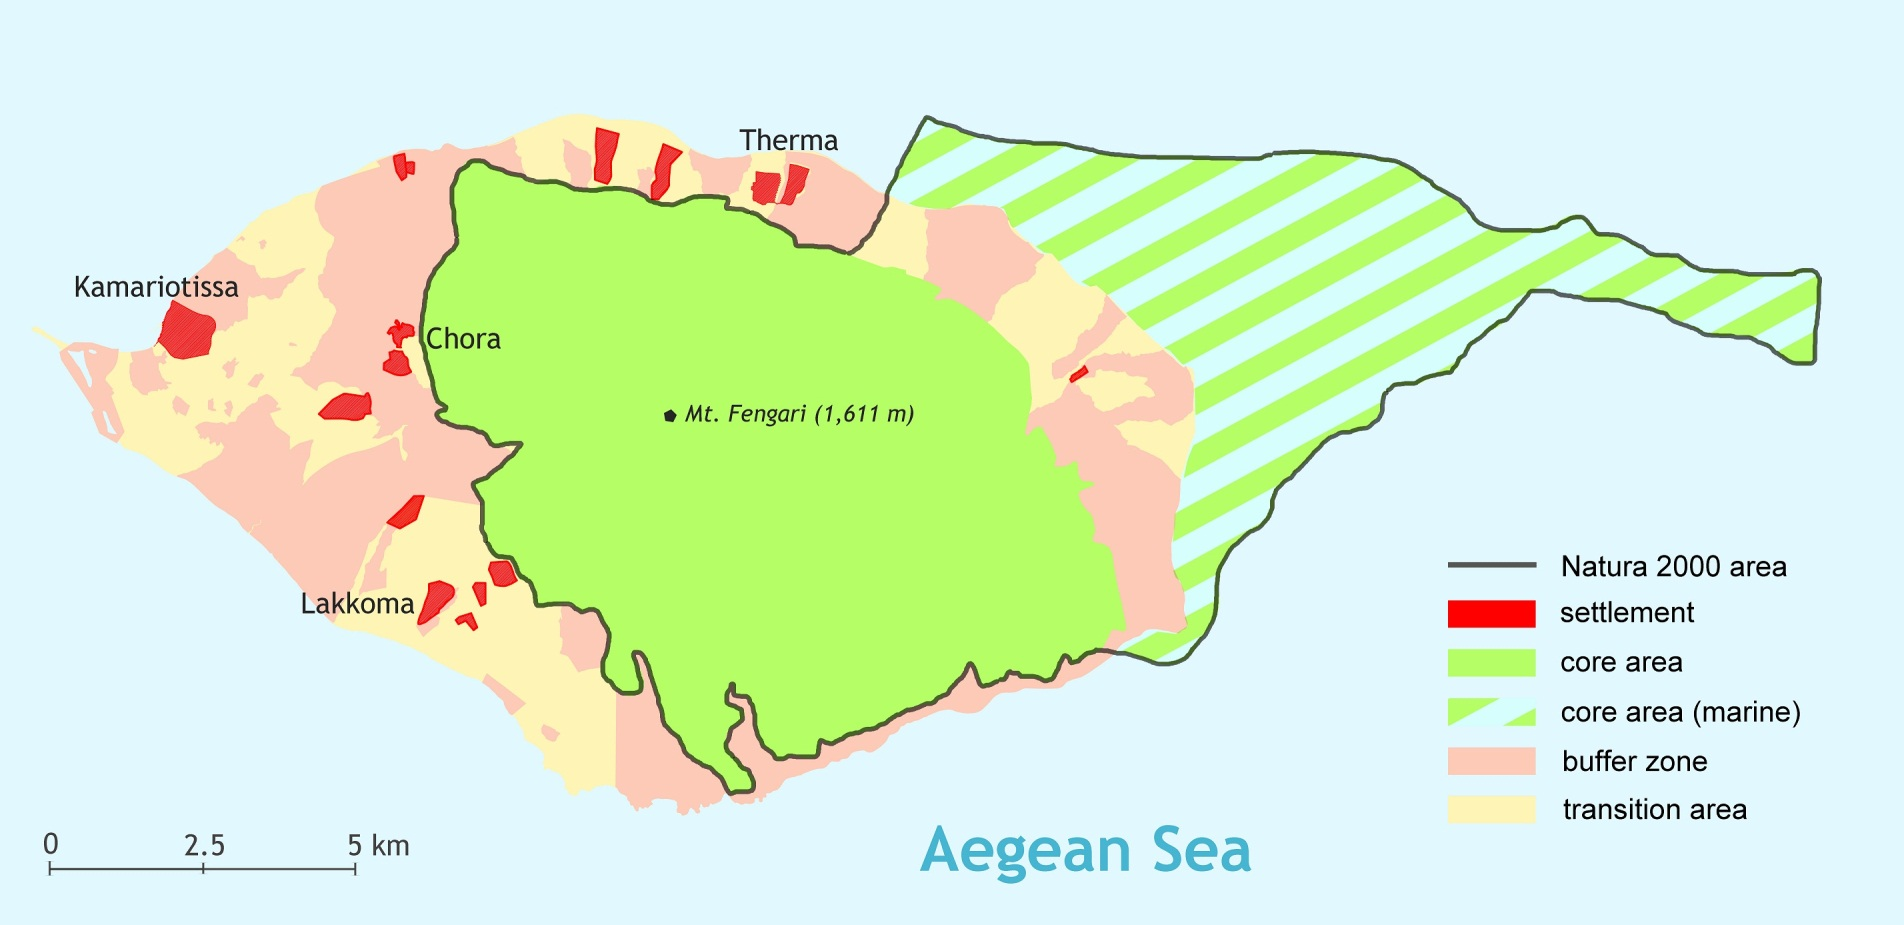 Therma
Kamariotissa
Chora
Mt. Fengari (1,611 m)
Lakkoma
Natura 2000 area
settlement
core area
core area (marine)
buffer zone
transition area
0 2.5 5 km
Aegean Sea